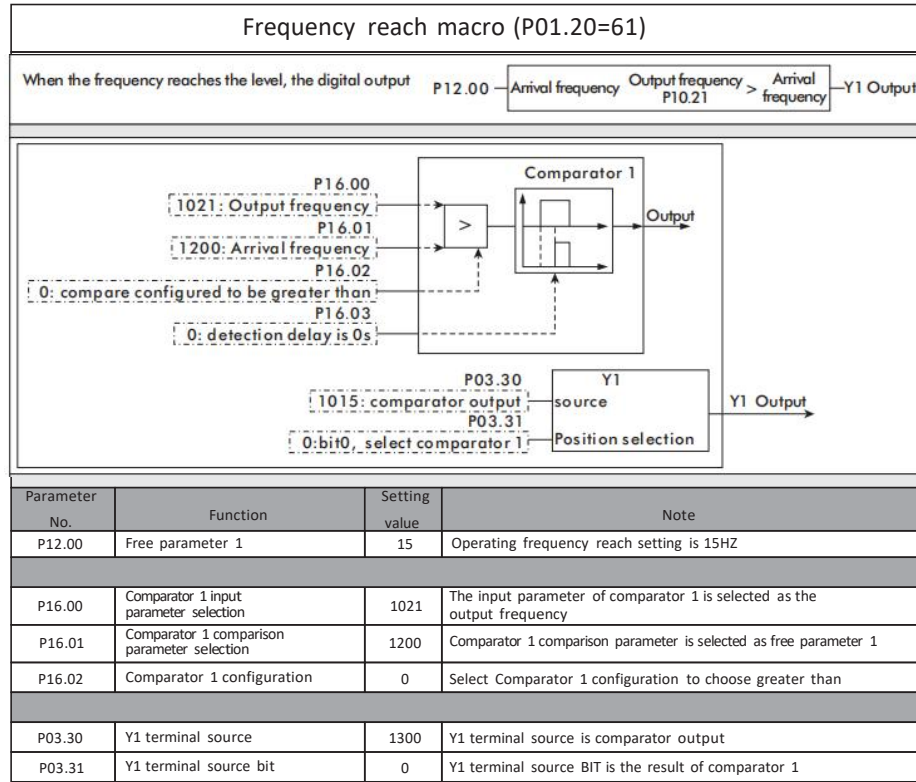 Frequency reach macro (P01.20=61)
When the frequency reaches the level, the digital output
P12.00
Arrival frequency
Output frequency
P10.21
>
Arrival
frequency
Y1 Output
P16.00
1021: Output frequency
P16.01
1200: Arrival frequency
P16.02
0: compare configured to be greater than
P16.03
0: detection delay is 0s
>
Comparator 1
Output
P03.30
1015: comparator output
P03.31
0:bit0, select comparator 1
Y1
source
Position selection
Y1 Output
Parameter
No.
Function
Setting
value
Note
P12.00 Free parameter 1 15 Operating frequency reach setting is 15HZ
P16.00
Comparator 1 input
parameter selection
1021
The input parameter of comparator 1 is selected as the
output frequency
P16.01
Comparator 1 comparison
parameter selection
1200
Comparator 1 comparison parameter is selected as free parameter 1
P16.02 Comparator 1 configuration 0 Select Comparator 1 configuration to choose greater than
P03.30 Y1 terminal source 1300 Y1 terminal source is comparator output
P03.31 Y1 terminal source bit 0 Y1 terminal source BIT is the result of comparator 1